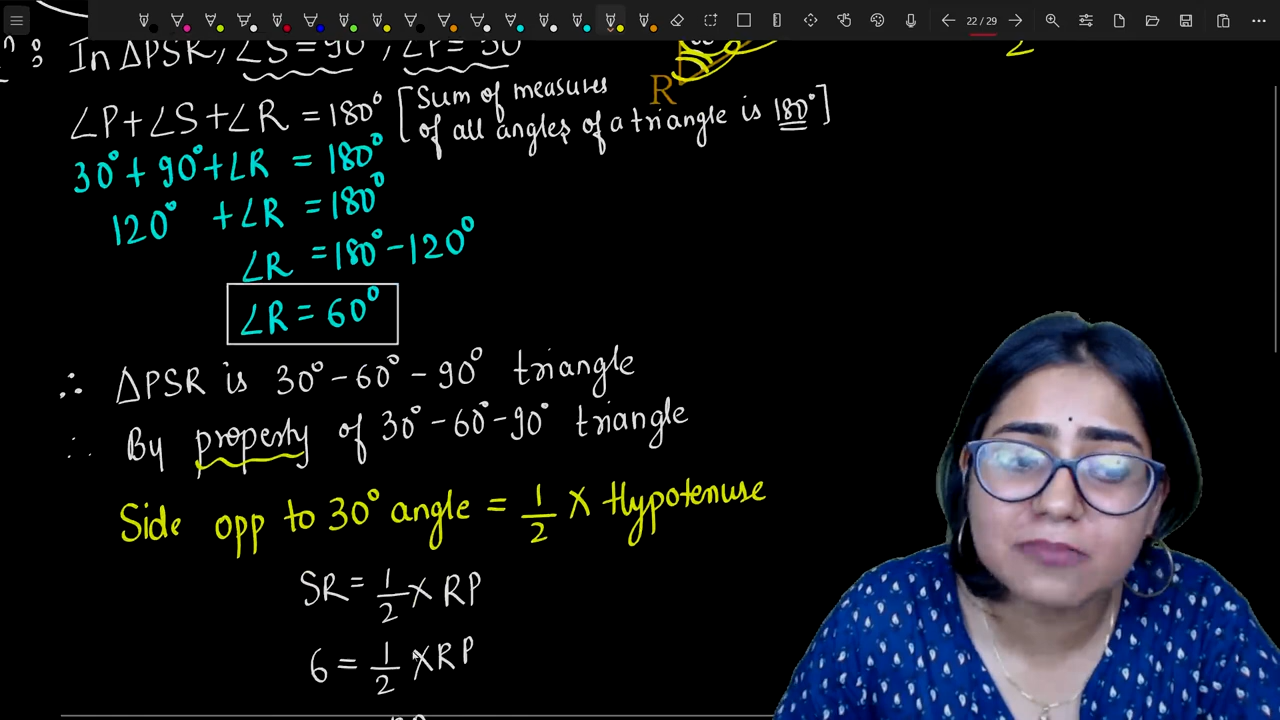 22 / 29
In ΔPSR, ∠S = 90°, ∠P = 30°
R
∠P + ∠S + ∠R = 180° [Sum of measures
of all angles of a triangle is 180°]
30° + 90° + ∠R = 180°
120° + ∠R = 180°
∠R = 180° - 120°
∠R = 60°
∴ ΔPSR is 30° - 60° - 90° triangle
∴ By property of 30° - 60° - 90° triangle
Side opp to 30° angle = 1/2 × Hypotenuse
SR = 1/2 × RP
6 = 1/2 × RP